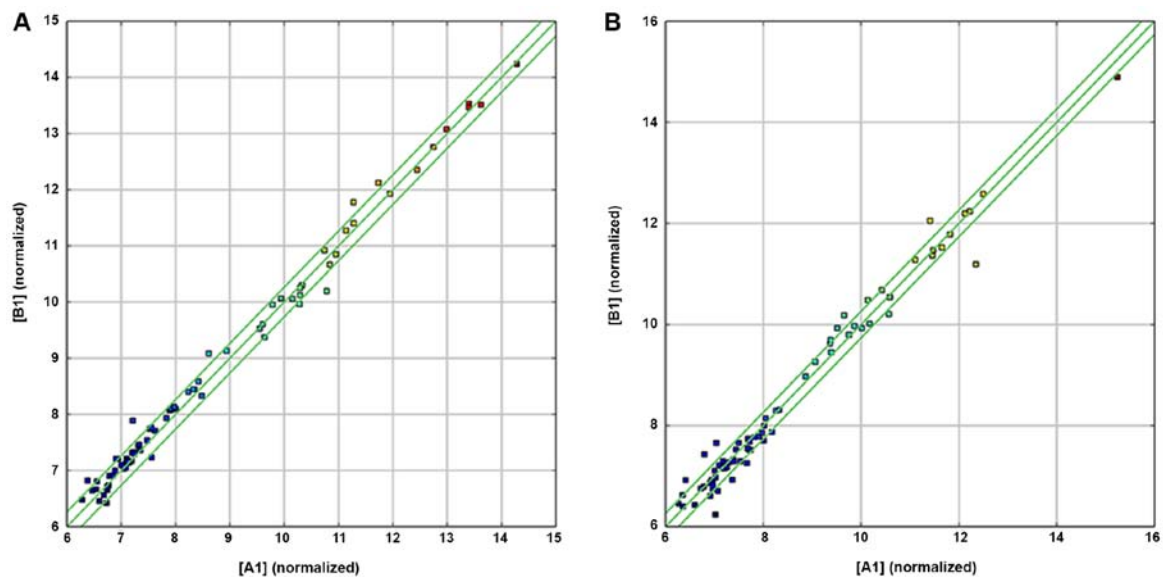 A
B
15
14
13
12
11
10
9
8
7
6
[B1] (normalized)
6 7 8 9 10 11 12 13 14 15
[A1] (normalized)
16
14
12
10
8
6
[B1] (normalized)
6 8 10 12 14 16
[A1] (normalized)